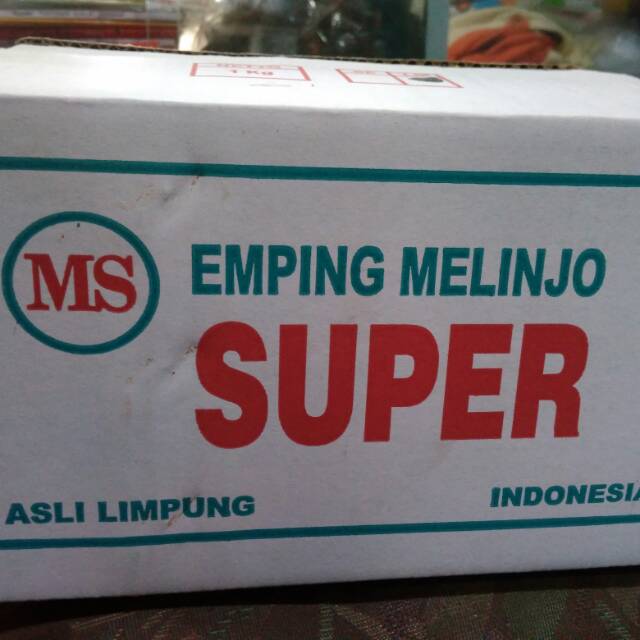 1 Kg
MS
EMPING MELINJO
SUPER
ASLI LIMPUNG
INDONESIA